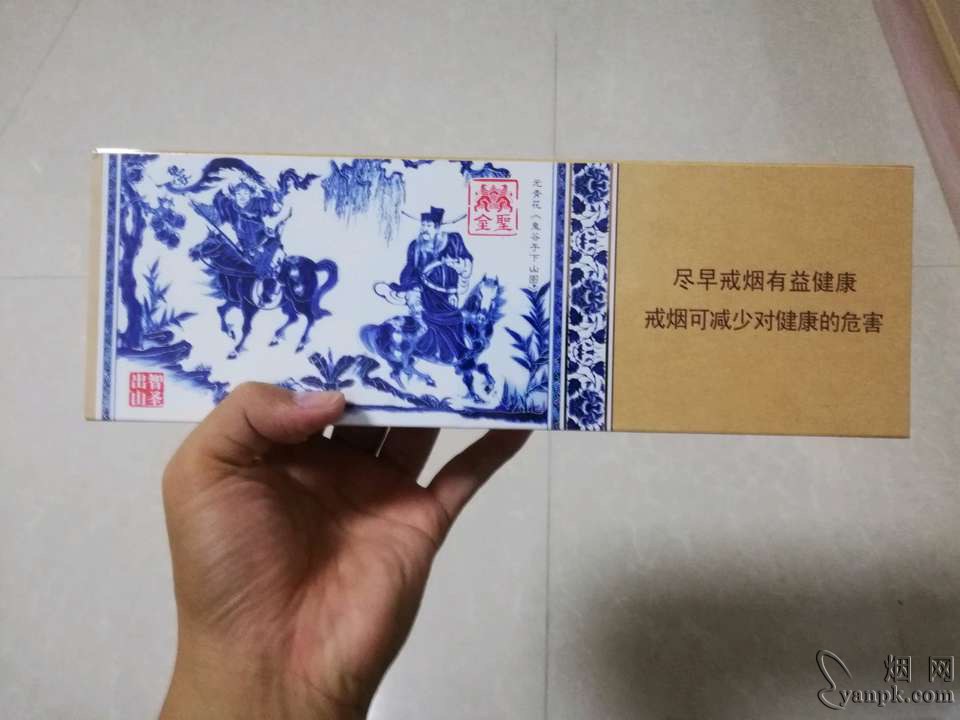 金聖
元青花《鬼谷子下山图》
智圣
出山
尽早戒烟有益健康
戒烟可减少对健康的危害
烟网
yanpk.com